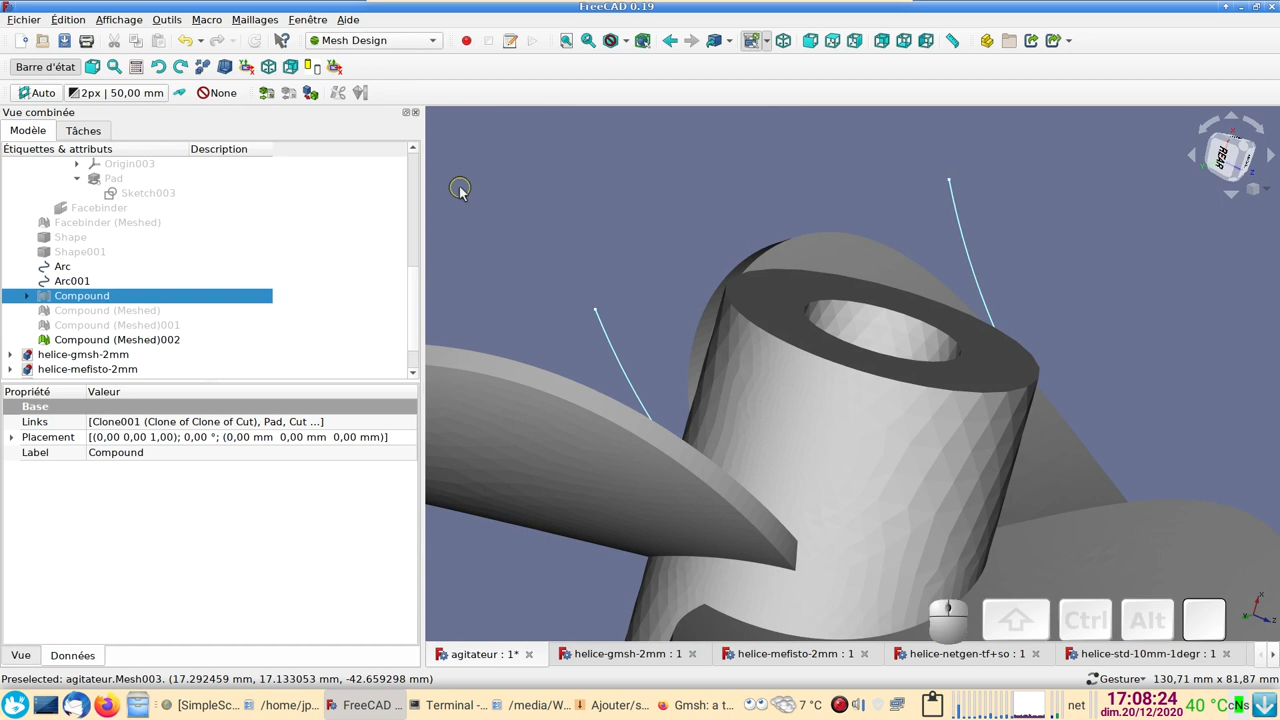 FreeCAD 0.19
Fichier Édition Affichage Outils Macro Maillages Fenêtre Aide
Mesh Design
Barre d'état
Auto 2px | 50,00 mm None
Vue combinée
Modèle Tâches
Étiquettes & attributs Description
Origin003
Pad
Sketch003
Facebinder
Facebinder (Meshed)
Shape
Shape001
Arc
Arc001
Compound
Compound (Meshed)
Compound (Meshed)001
Compound (Meshed)002
helice-gmsh-2mm
helice-mefisto-2mm
Propriété Valeur
Base
Links [Clone001 (Clone of Clone of Cut), Pad, Cut ...]
Placement [(0,00 0,00 1,00); 0,00 °; (0,00 mm 0,00 mm 0,00 mm)]
Label Compound
REAR
Ctrl Alt
Vue Données
agitateur : 1* helice-gmsh-2mm : 1 helice-mefisto-2mm : 1 helice-netgen-tf+so : 1 helice-std-10mm-1degr : 1
Preselected: agitateur.Mesh003. (17.292459 mm, 17.133053 mm, -42.659298 mm) Gesture 130,71 mm x 81,87 mm
[SimpleSc... /home/jp... FreeCAD ... Terminal -... /media/W... Ajouter/s... Gmsh: a t... 7 °C net 17:08:24 dim.20/12/2020 40 °C